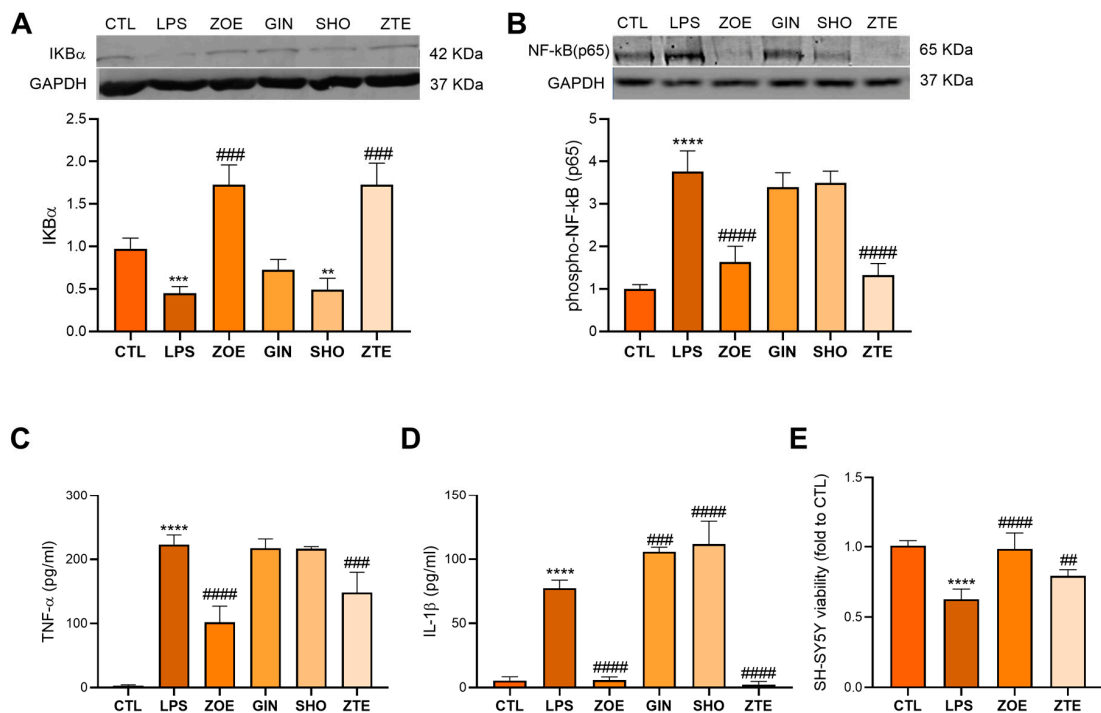 A
CTL LPS ZOE GIN SHO ZTE
IKBα 42 KDa
GAPDH 37 KDa
2.5
2.0
1.5
1.0
0.5
0.0
IKBα
###
###
***
**
CTL LPS ZOE GIN SHO ZTE
B
CTL LPS ZOE GIN SHO ZTE
NF-kB(p65) 65 KDa
GAPDH 37 KDa
5
4
3
2
1
0
phospho-NF-kB (p65)
****
####
####
CTL LPS ZOE GIN SHO ZTE
C
300
200
100
0
TNF-α (pg/ml)
****
####
###
CTL LPS ZOE GIN SHO ZTE
D
150
100
50
0
IL-1β (pg/ml)
****
####
###
####
####
CTL LPS ZOE GIN SHO ZTE
E
1.5
1.0
0.5
0.0
SH-SY5Y viability (fold to CTL)
****
####
##
CTL LPS ZOE ZTE